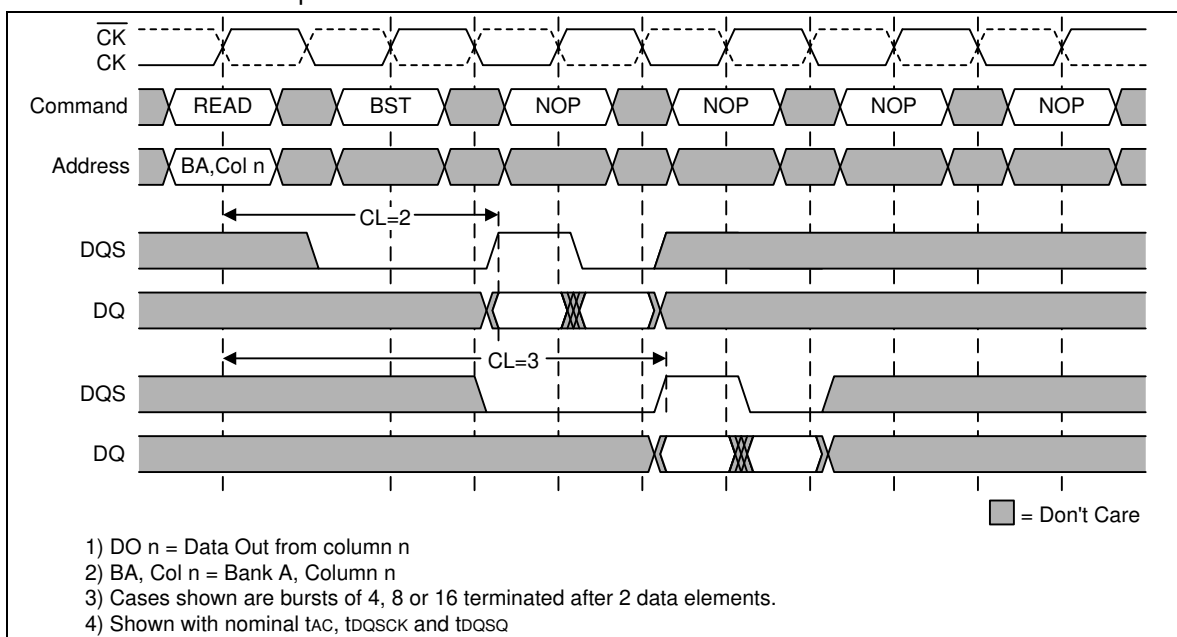 CK
CK
Command READ BST NOP NOP NOP NOP
Address BA,Col n
CL=2
DQS
DQ
CL=3
DQS
DQ
= Don't Care
1) DO n = Data Out from column n
2) BA, Col n = Bank A, Column n
3) Cases shown are bursts of 4, 8 or 16 terminated after 2 data elements.
4) Shown with nominal tAC, tDQSCK and tDQSQ